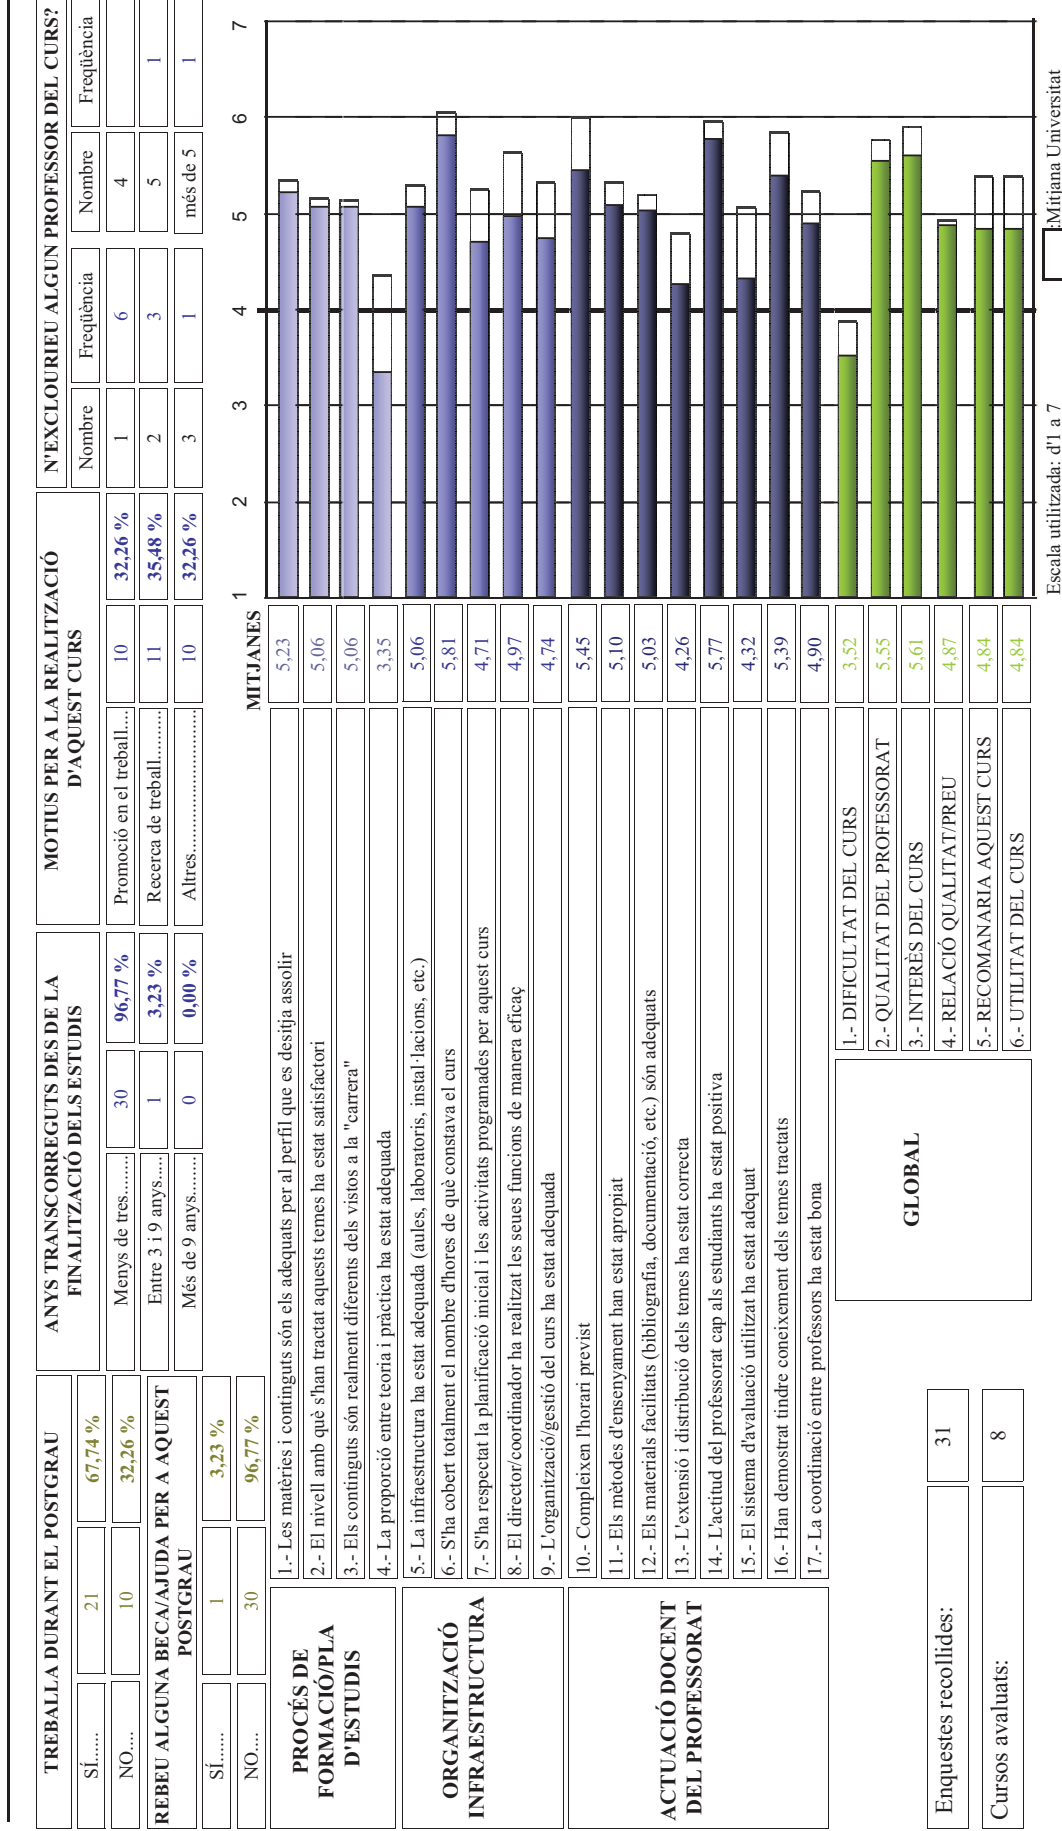 TREBALLA DURANT EL POSTGRAU
SÍ...... 21 67,74 %
NO.... 10 32,26 %
REBEU ALGUNA BECA/AJUDA PER A AQUEST
POSTGRAU
SÍ...... 1 3,23 %
NO.... 30 96,77 %
ANYS TRANSCORREGUTS DES DE LA
FINALITZACIÓ DELS ESTUDIS
Menys de tres........ 30 96,77 %
Entre 3 i 9 anys..... 1 3,23 %
Més de 9 anys........ 0 0,00 %
MOTIUS PER A LA REALITZACIÓ
D'AQUEST CURS
Promoció en el treball.... 10 32,26 %
Recerca de treball.......... 11 35,48 %
Altres............................ 10 32,26 %
N'EXCLOURIEU ALGUN PROFESSOR DEL CURS?
Nombre Freqüència Nombre Freqüència
1 6 4
2 3 5 1
3 1 més de 5 1
MITJANES
1 2 3 4 5 6 7
PROCÉS DE
FORMACIÓ/PLA
D'ESTUDIS
1.- Les matèries i continguts són els adequats per al perfil que es desitja assolir 5,23
2.- El nivell amb què s'han tractat aquests temes ha estat satisfactori 5,06
3.- Els continguts són realment diferents dels vistos a la "carrera" 5,06
4.- La proporció entre teoria i pràctica ha estat adequada 3,35
ORGANITZACIÓ
INFRAESTRUCTURA
5.- La infraestructura ha estat adequada (aules, laboratoris, instal·lacions, etc.) 5,06
6.- S'ha cobert totalment el nombre d'hores de què constava el curs 5,81
7.- S'ha respectat la planificació inicial i les activitats programades per aquest curs 4,71
8.- El director/coordinador ha realitzat les seues funcions de manera eficaç 4,97
9.- L'organització/gestió del curs ha estat adequada 4,74
ACTUACIÓ DOCENT
DEL PROFESSORAT
10.- Compleixen l'horari previst 5,45
11.- Els mètodes d'ensenyament han estat apropiat 5,10
12.- Els materials facilitats (bibliografia, documentació, etc.) són adequats 5,03
13.- L'extensió i distribució dels temes ha estat correcta 4,26
14.- L'actitud del professorat cap als estudiants ha estat positiva 5,77
15.- El sistema d'avaluació utilitzat ha estat adequat 4,32
16.- Han demostrat tindre coneixement dels temes tractats 5,39
17.- La coordinació entre professors ha estat bona 4,90
GLOBAL
1.- DIFICULTAT DEL CURS 3,52
2.- QUALITAT DEL PROFESSORAT 5,55
3.- INTERÈS DEL CURS 5,61
4.- RELACIÓ QUALITAT/PREU 4,87
5.- RECOMANARIA AQUEST CURS 4,84
6.- UTILITAT DEL CURS 4,84
Enquestes recollides: 31
Cursos avaluats: 8
Escala utilitzada: d'1 a 7
:Mitjana Universitat